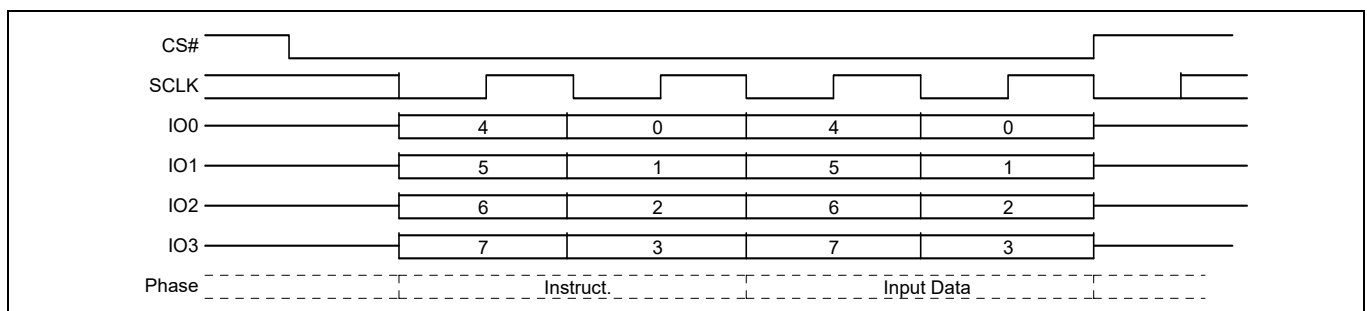 CS#
SCLK
IO0 4 0 4 0
IO1 5 1 5 1
IO2 6 2 6 2
IO3 7 3 7 3
Phase Instruct. Input Data